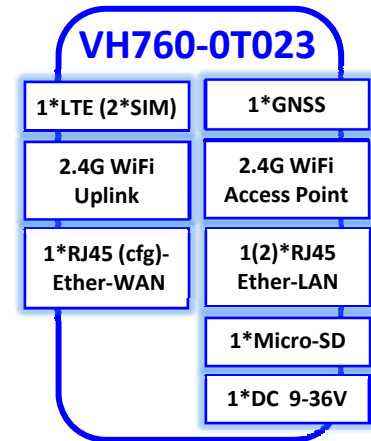 VH760-0T023
1*LTE (2*SIM)
1*GNSS
2.4G WiFi
Uplink
2.4G WiFi
Access Point
1*RJ45 (cfg)-
Ether-WAN
1(2)*RJ45
Ether-LAN
1*Micro-SD
1*DC 9-36V